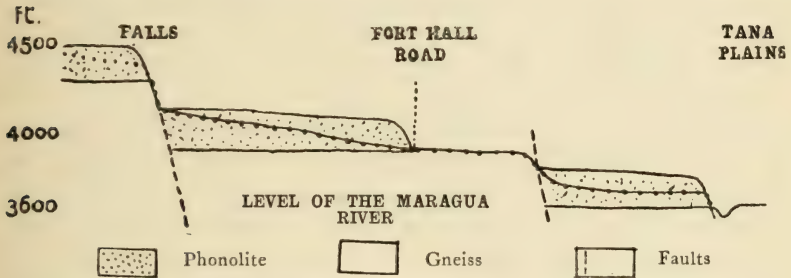 Ft.
4500
FALLS
FORT HALL
ROAD
TANA
PLAINS
4000
3600
LEVEL OF THE MARAGUA
RIVER
Phonolite
Gneiss
Faults